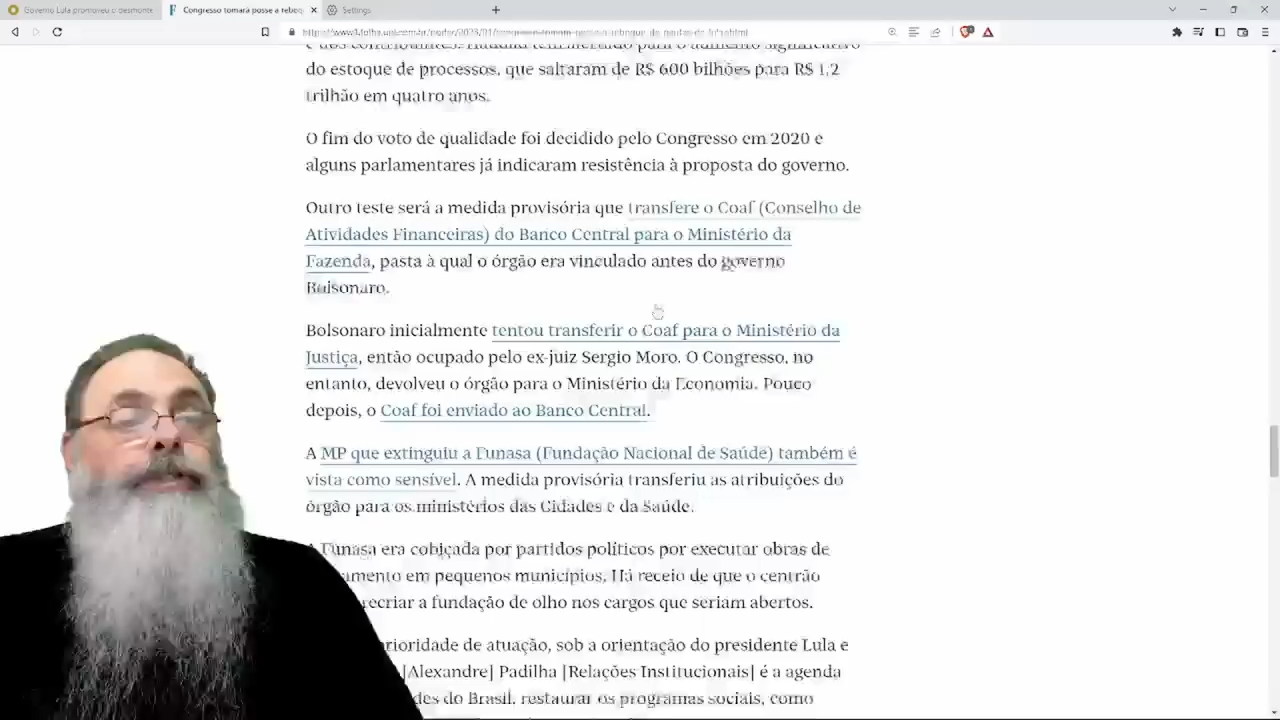 Governo Lula promoveu o desmonte
Congresso tomará posse a reboq
Settings
e dos contribuintes. Haddad tem alertado para o aumento significativo
do estoque de processos, que saltaram de R$ 600 bilhões para R$ 1,2
trilhão em quatro anos.
O fim do voto de qualidade foi decidido pelo Congresso em 2020 e
alguns parlamentares já indicaram resistência à proposta do governo.
Outro teste será a medida provisória que transfere o Coaf (Conselho de
Atividades Financeiras) do Banco Central para o Ministério da
Fazenda, pasta à qual o órgão era vinculado antes do governo
Bolsonaro.
Bolsonaro inicialmente tentou transferir o Coaf para o Ministério da
Justiça, então ocupado pelo ex-juiz Sergio Moro. O Congresso, no
entanto, devolveu o órgão para o Ministério da Economia. Pouco
depois, o Coaf foi enviado ao Banco Central.
A MP que extinguiu a Funasa (Fundação Nacional de Saúde) também é
vista como sensível. A medida provisória transferiu as atribuições do
órgão para os ministérios das Cidades e da Saúde.
A Funasa era cobiçada por partidos políticos por executar obras de
amento em pequenos municípios. Há receio de que o centrão
recriar a fundação de olho nos cargos que seriam abertos.
rioridade de atuação, sob a orientação do presidente Lula e
[Alexandre] Padilha [Relações Institucionais] é a agenda
des do Brasil, restaurar os programas sociais, como